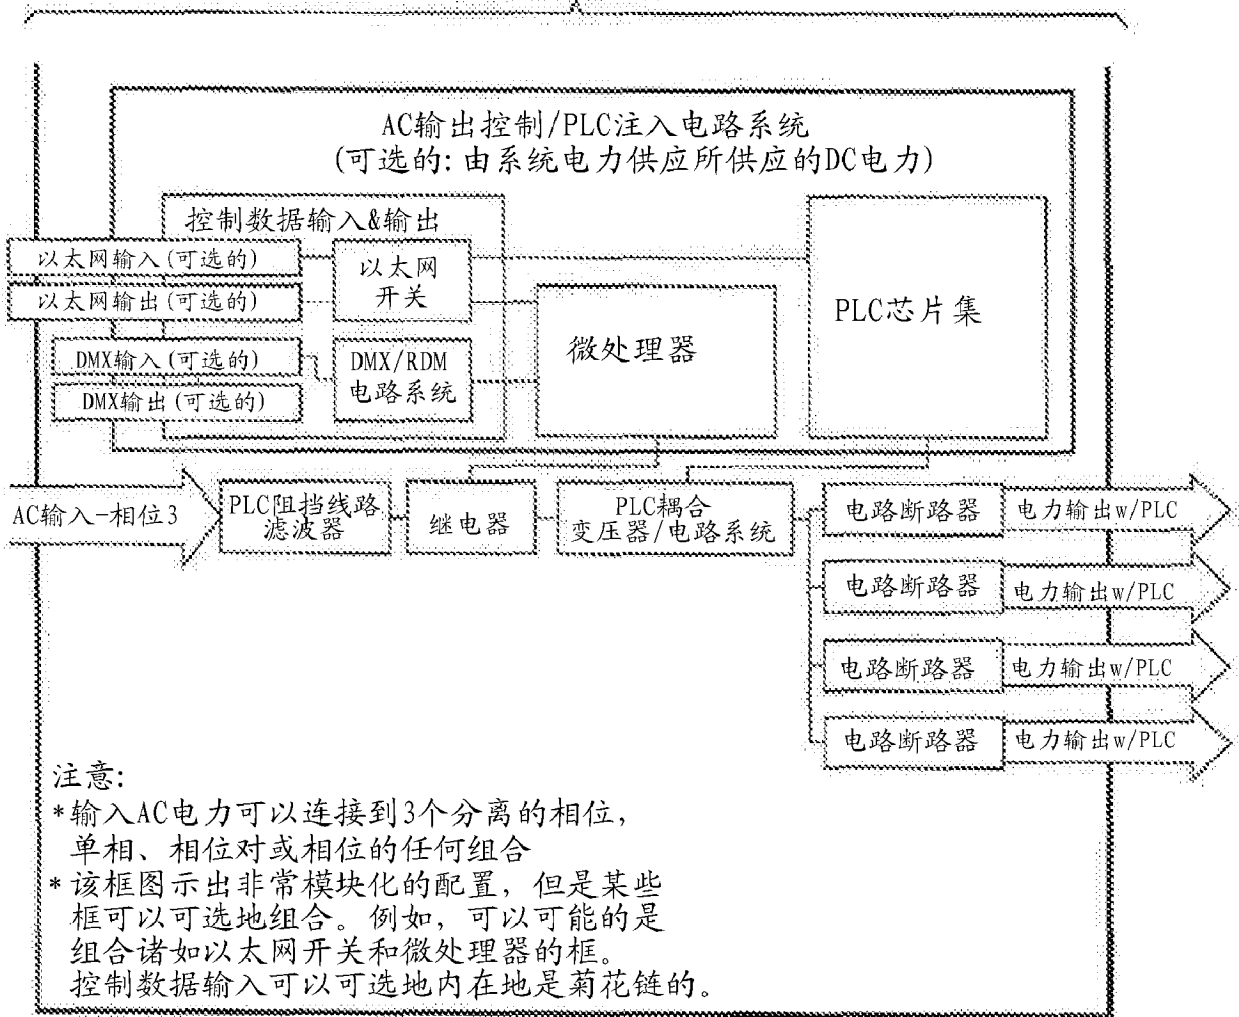 AC输出控制/PLC注入电路系统
(可选的: 由系统电力供应所供应的DC电力)
控制数据输入&输出
以太网输入(可选的)
以太网输出(可选的)
以太网
开关
DMX输入(可选的)
DMX输出(可选的)
DMX/RDM
电路系统
微处理器
PLC芯片集
AC输入-相位3
PLC阻挡线路
滤波器
继电器
PLC耦合
变压器/电路系统
电路断路器
电力输出w/PLC
电路断路器
电力输出w/PLC
电路断路器
电力输出w/PLC
电路断路器
电力输出w/PLC
注意:
*输入AC电力可以连接到3个分离的相位,
单相、相位对或相位的任何组合
*该框图示出非常模块化的配置, 但是某些
框可以可选地组合。例如, 可以可能的是
组合诸如以太网开关和微处理器的框。
控制数据输入可以可选地内在地是菊花链的。